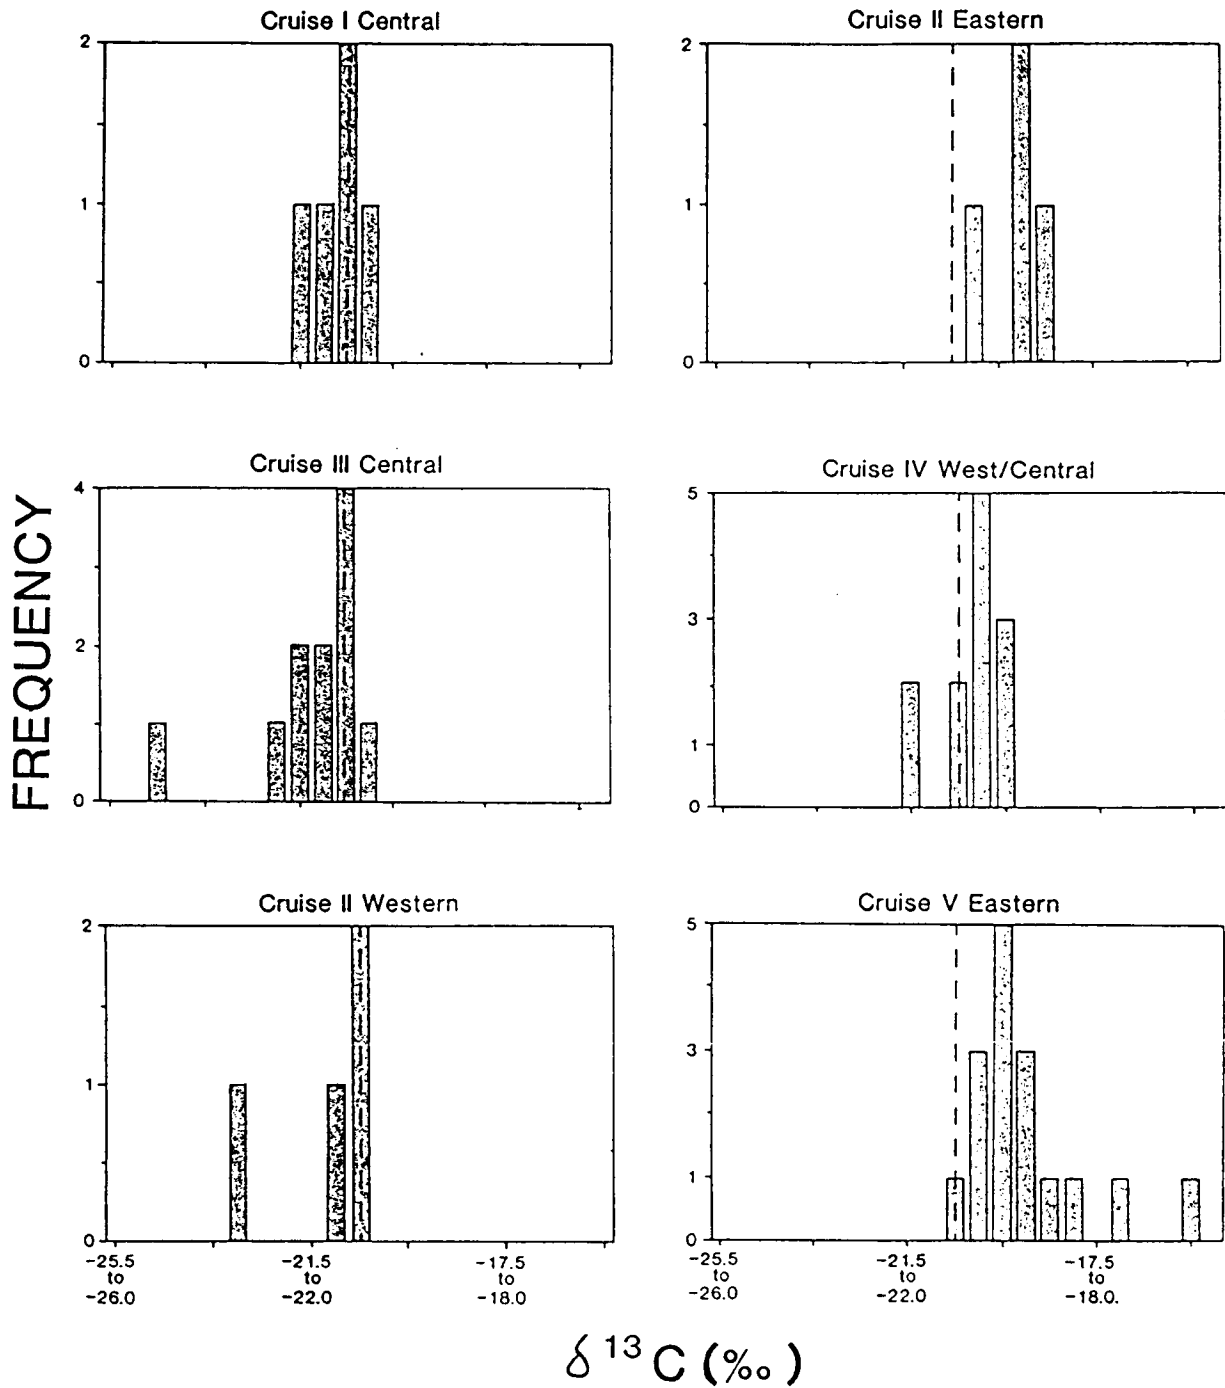 Cruise I Central
Cruise II Eastern
2
1
0
2
1
0
Cruise III Central
Cruise IV West/Central
4
2
0
5
3
1
0
FREQUENCY
Cruise II Western
Cruise V Eastern
2
1
0
5
3
1
0
-25.5 to -26.0
-21.5 to -22.0
-17.5 to -18.0
-25.5 to -26.0
-21.5 to -22.0
-17.5 to -18.0.
δ 13 C (‰)